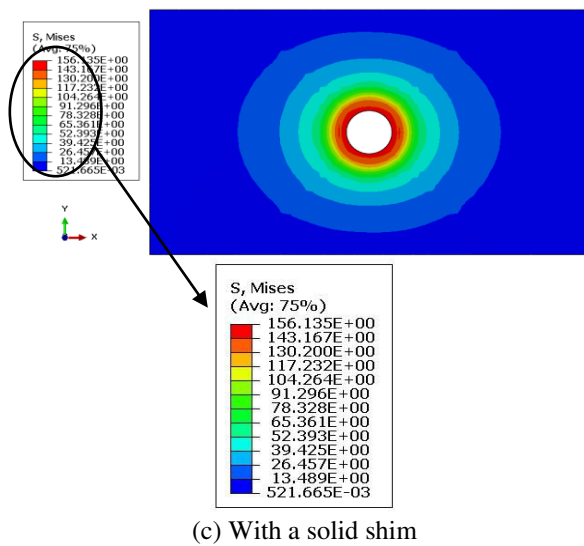 S, Mises
(Avg: 75%)
156.135E+00
143.167E+00
130.200E+00
117.232E+00
104.264E+00
91.296E+00
78.328E+00
65.361E+00
52.393E+00
39.425E+00
26.457E+00
13.489E+00
521.665E-03
Y
X
S, Mises
(Avg: 75%)
156.135E+00
143.167E+00
130.200E+00
117.232E+00
104.264E+00
91.296E+00
78.328E+00
65.361E+00
52.393E+00
39.425E+00
26.457E+00
13.489E+00
521.665E-03
(c) With a solid shim